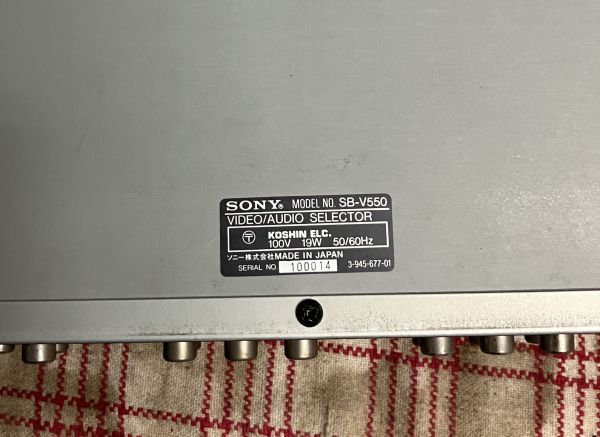 SONY® MODEL NO. SB-V550
VIDEO/AUDIO SELECTOR
〒 KOSHIN ELC.
100V 19W 50/60Hz
ソニー株式会社 MADE IN JAPAN
SERIAL NO. 100014 3-945-677-01